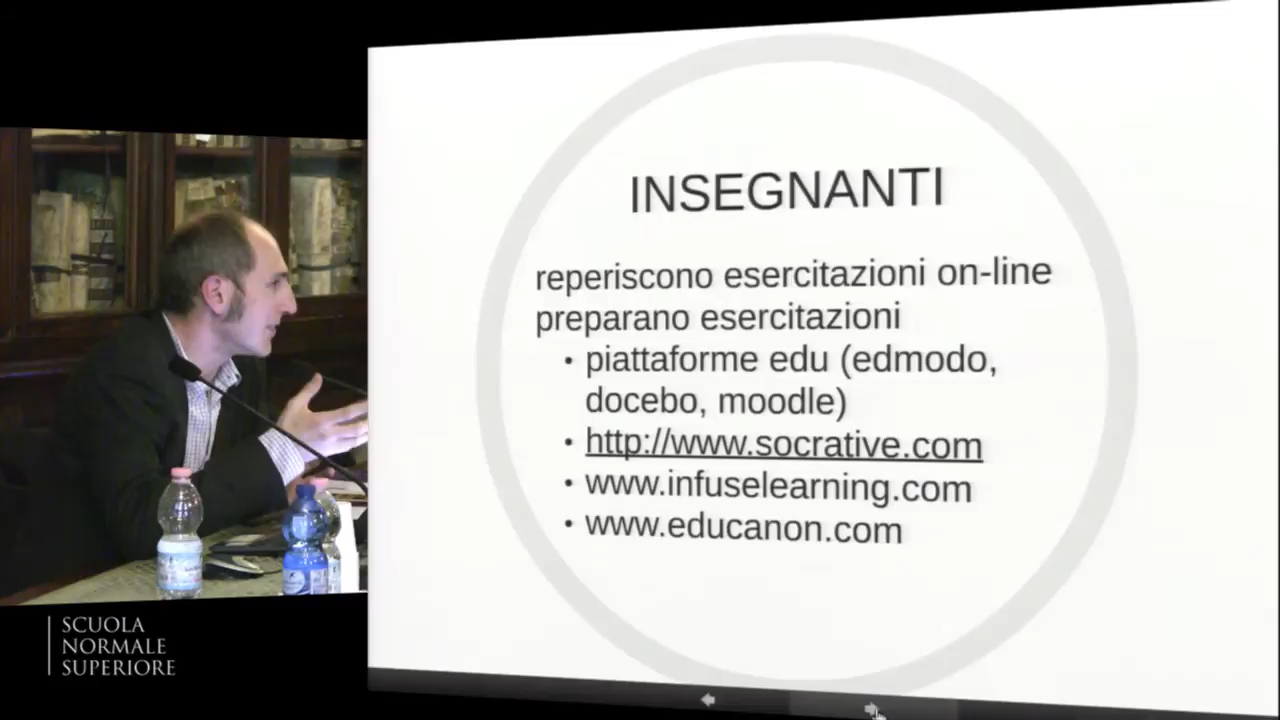 INSEGNANTI
reperiscono esercitazioni on-line
preparano esercitazioni
• piattaforme edu (edmodo,
docebo, moodle)
• http://www.socrative.com
• www.infuselearning.com
• www.educanon.com
SCUOLA
NORMALE
SUPERIORE